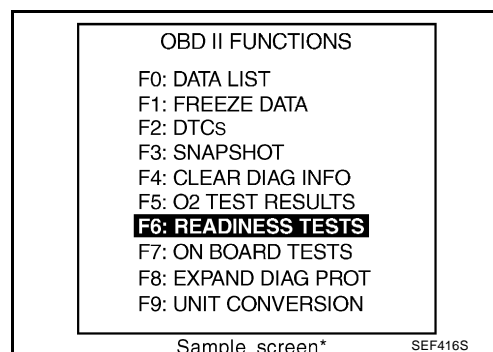 OBD II FUNCTIONS
F0: DATA LIST
F1: FREEZE DATA
F2: DTCs
F3: SNAPSHOT
F4: CLEAR DIAG INFO
F5: O2 TEST RESULTS
F6: READINESS TESTS
F7: ON BOARD TESTS
F8: EXPAND DIAG PROT
F9: UNIT CONVERSION
Sample screen* SEF416S